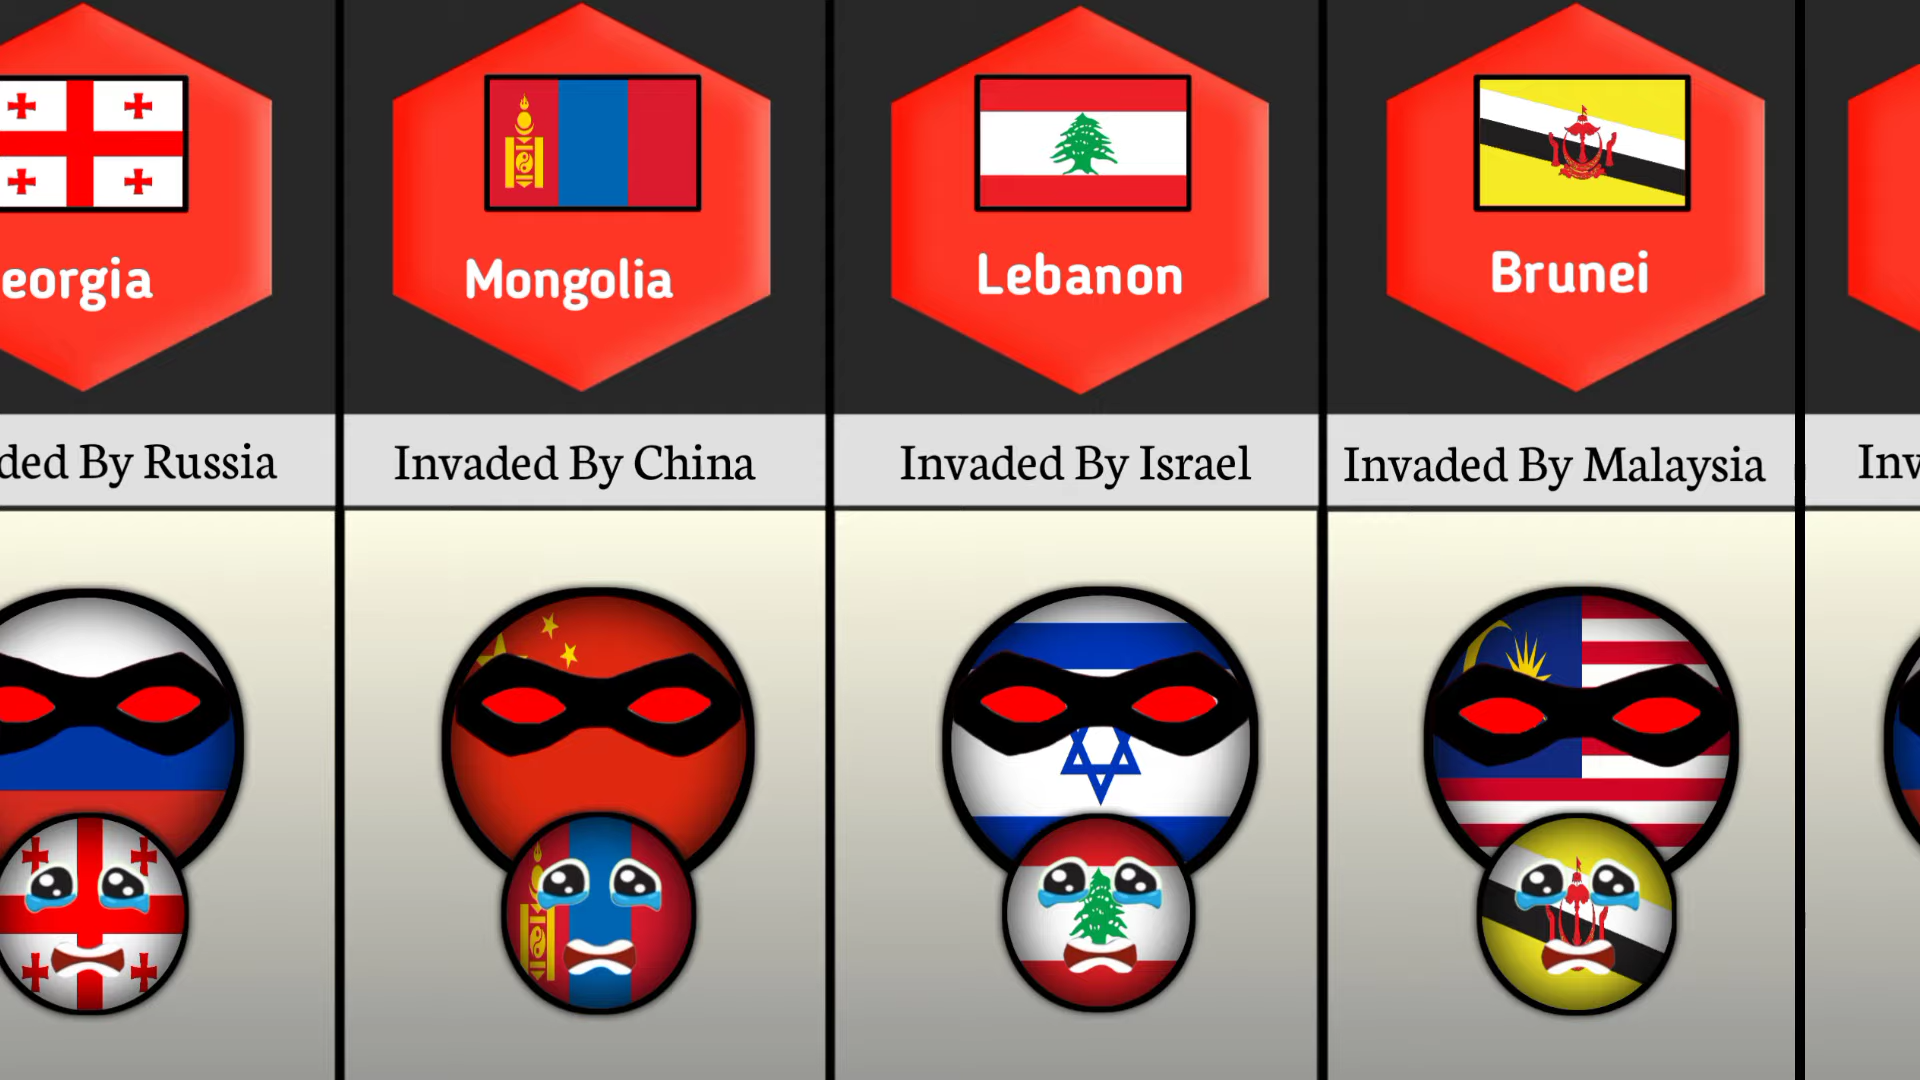 eorgia
Mongolia
Lebanon
Brunei
ded By Russia
Invaded By China
Invaded By Israel
Invaded By Malaysia
Inv